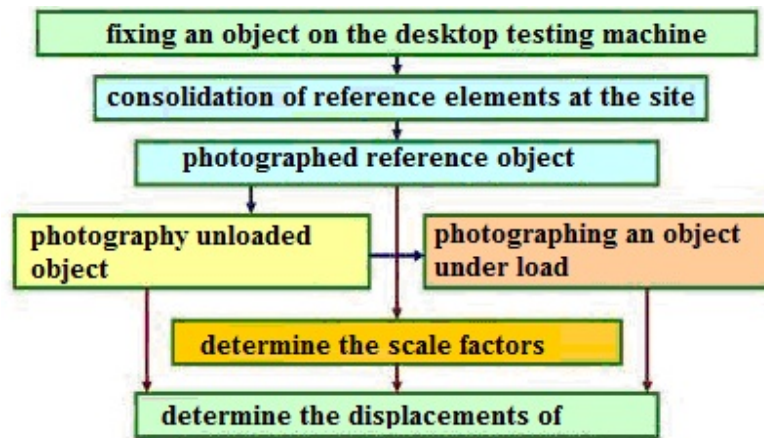 fixing an object on the desktop testing machine
consolidation of reference elements at the site
photographed reference object
photography unloaded
object
photographing an object
under load
determine the scale factors
determine the displacements of